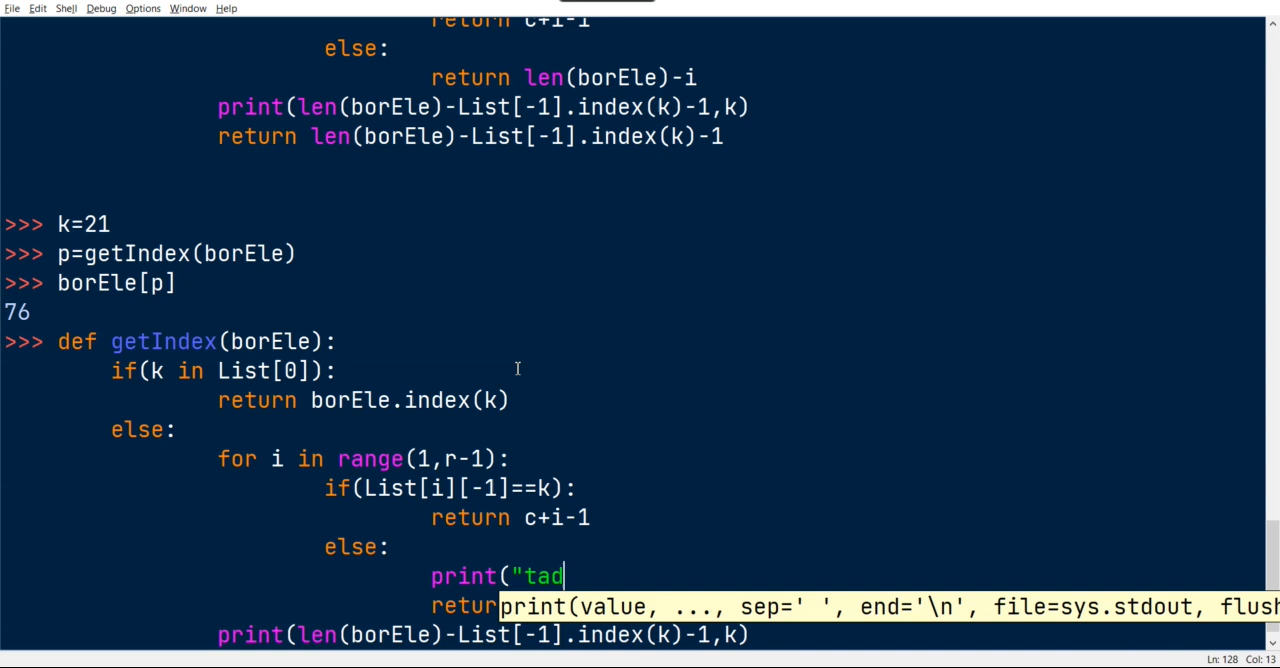 File Edit Shell Debug Options Window Help
return c+i-1
else:
return len(borEle)-i
print(len(borEle)-List[-1].index(k)-1,k)
return len(borEle)-List[-1].index(k)-1
>>> k=21
>>> p=getIndex(borEle)
>>> borEle[p]
76
>>> def getIndex(borEle):
if(k in List[0]):
return borEle.index(k)
else:
for i in range(1,r-1):
if(List[i][-1]==k):
return c+i-1
else:
print("tad
retur print(value, ..., sep=' ', end='\n', file=sys.stdout, flush
print(len(borEle)-List[-1].index(k)-1,k)
Ln: 128 Col: 13